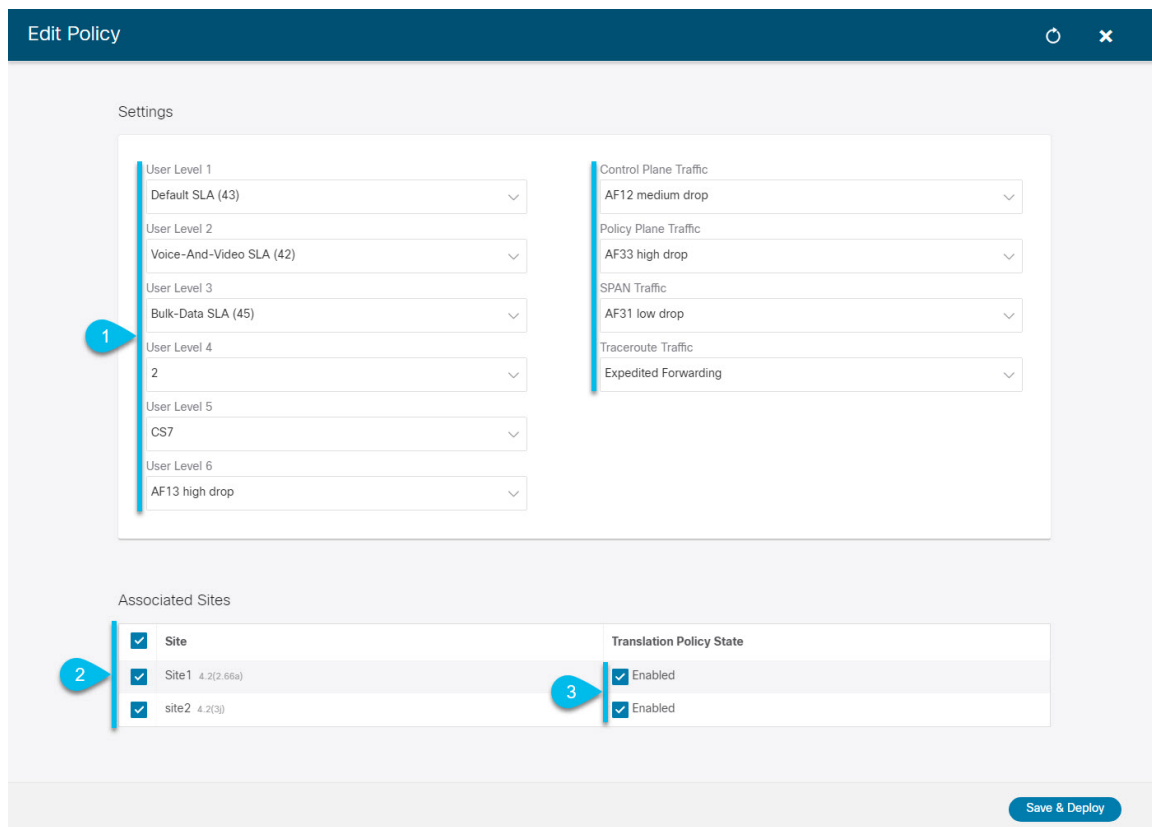 Edit Policy
Settings
User Level 1
Default SLA (43)
User Level 2
Voice-And-Video SLA (42)
User Level 3
Bulk-Data SLA (45)
1
User Level 4
2
User Level 5
CS7
User Level 6
AF13 high drop
Control Plane Traffic
AF12 medium drop
Policy Plane Traffic
AF33 high drop
SPAN Traffic
AF31 low drop
Traceroute Traffic
Expedited Forwarding
Associated Sites
Site Translation Policy State
2 Site1 4.2(2.66a) 3 Enabled
site2 4.2(3j) Enabled
Save & Deploy